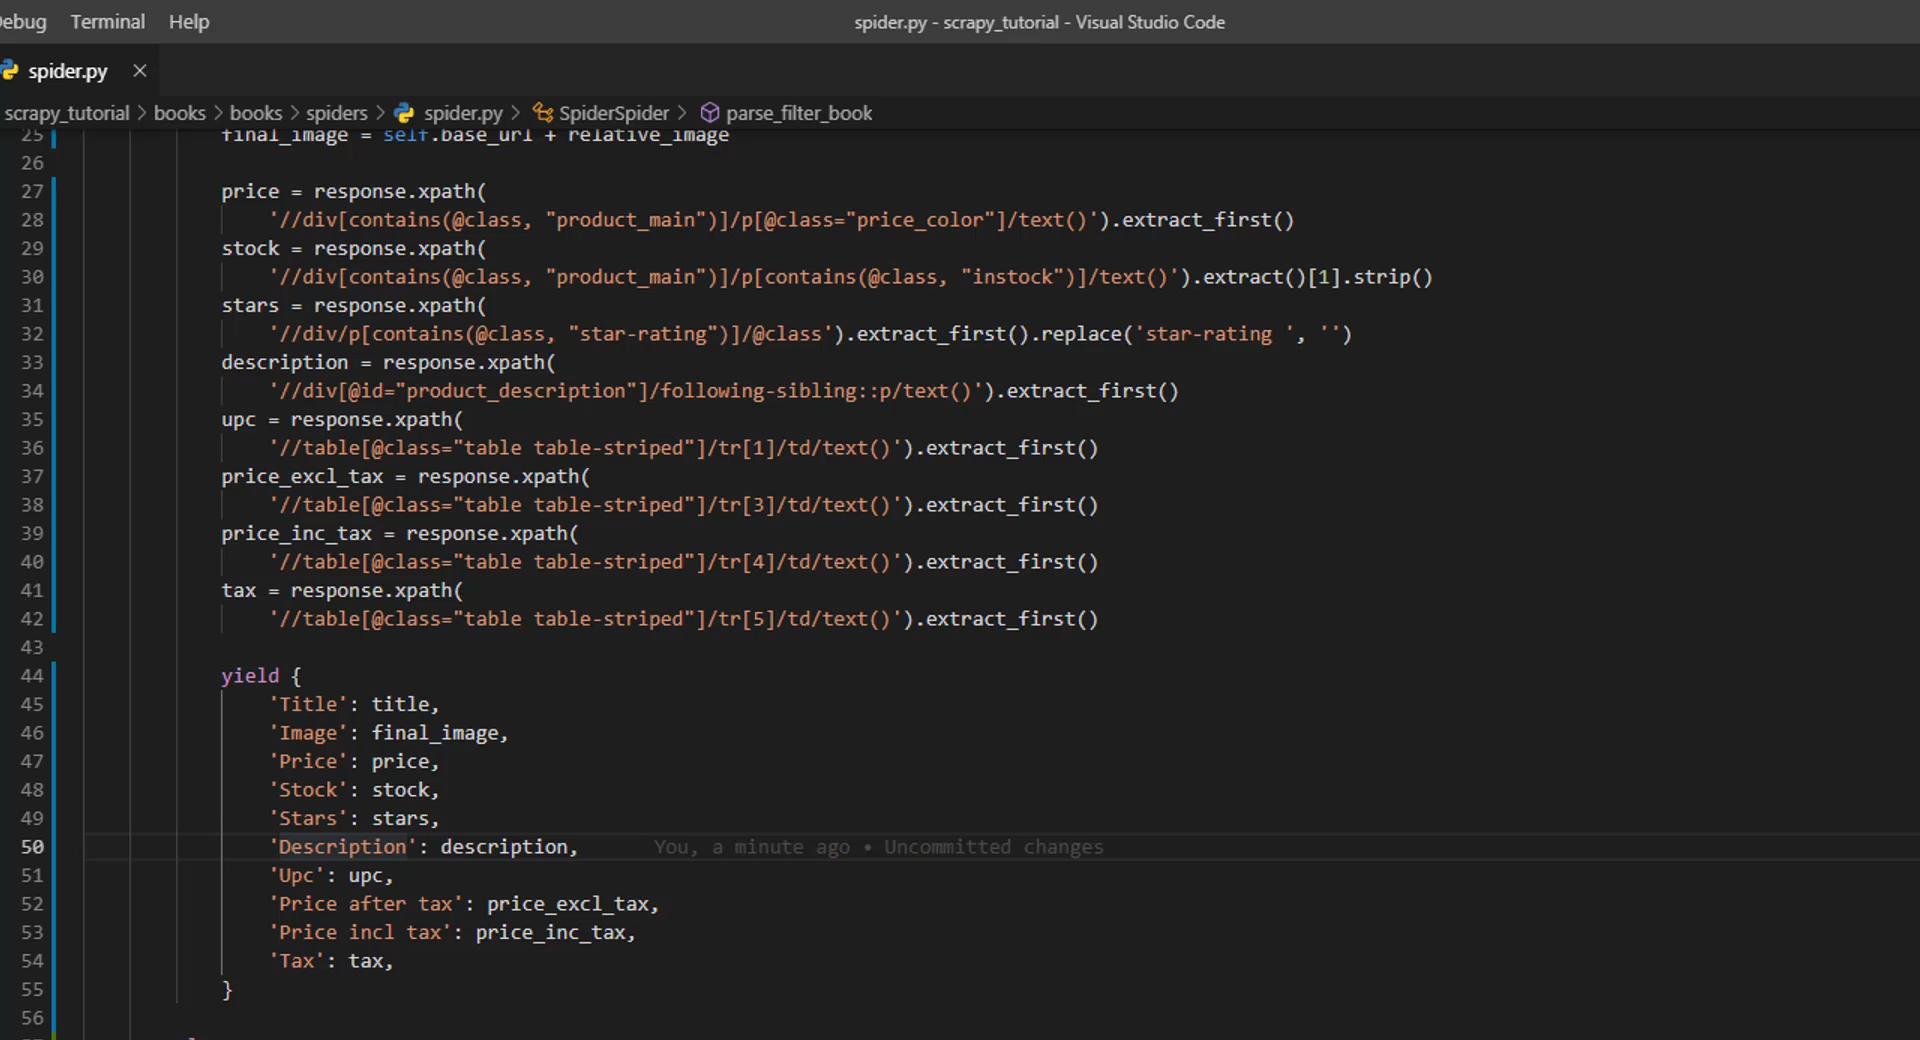 Debug Terminal Help spider.py - scrapy_tutorial - Visual Studio Code
spider.py ×
scrapy_tutorial > books > books > spiders > spider.py > SpiderSpider > parse_filter_book
25 final_image = self.base_url + relative_image
26
27 price = response.xpath(
28 '//div[contains(@class, "product_main")]/p[@class="price_color"]/text()').extract_first()
29 stock = response.xpath(
30 '//div[contains(@class, "product_main")]/p[contains(@class, "instock")]/text()').extract()[1].strip()
31 stars = response.xpath(
32 '//div/p[contains(@class, "star-rating")]/@class').extract_first().replace('star-rating ', '')
33 description = response.xpath(
34 '//div[@id="product_description"]/following-sibling::p/text()').extract_first()
35 upc = response.xpath(
36 '//table[@class="table table-striped"]/tr[1]/td/text()').extract_first()
37 price_excl_tax = response.xpath(
38 '//table[@class="table table-striped"]/tr[3]/td/text()').extract_first()
39 price_inc_tax = response.xpath(
40 '//table[@class="table table-striped"]/tr[4]/td/text()').extract_first()
41 tax = response.xpath(
42 '//table[@class="table table-striped"]/tr[5]/td/text()').extract_first()
43
44 yield {
45 'Title': title,
46 'Image': final_image,
47 'Price': price,
48 'Stock': stock,
49 'Stars': stars,
50 'Description': description, You, a minute ago • Uncommitted changes
51 'Upc': upc,
52 'Price after tax': price_excl_tax,
53 'Price incl tax': price_inc_tax,
54 'Tax': tax,
55 }
56